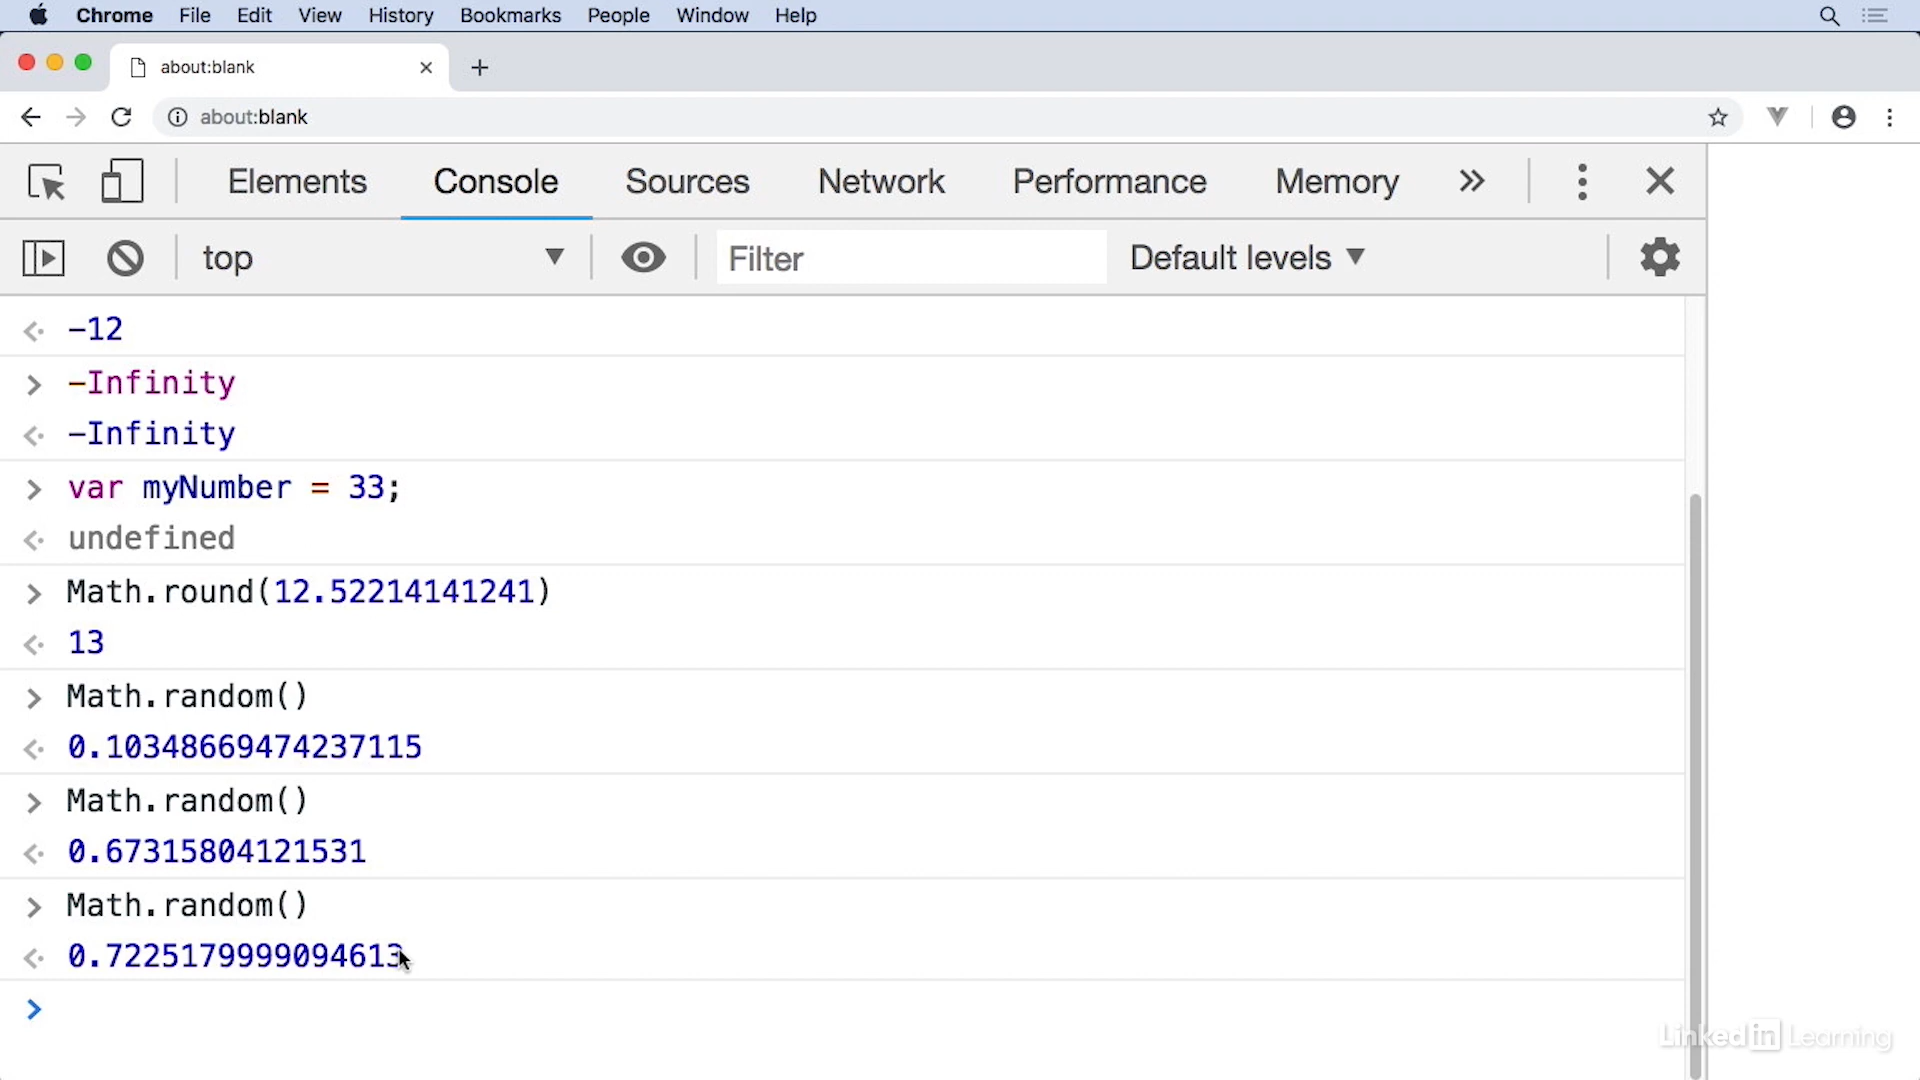 Chrome File Edit View History Bookmarks People Window Help
about:blank
about:blank
Elements Console Sources Network Performance Memory
top Filter Default levels
-12
-Infinity
-Infinity
var myNumber = 33;
undefined
Math.round(12.52214141241)
13
Math.random()
0.10348669474237115
Math.random()
0.67315804121531
Math.random()
0.7225179999094613
LinkedIn Learning